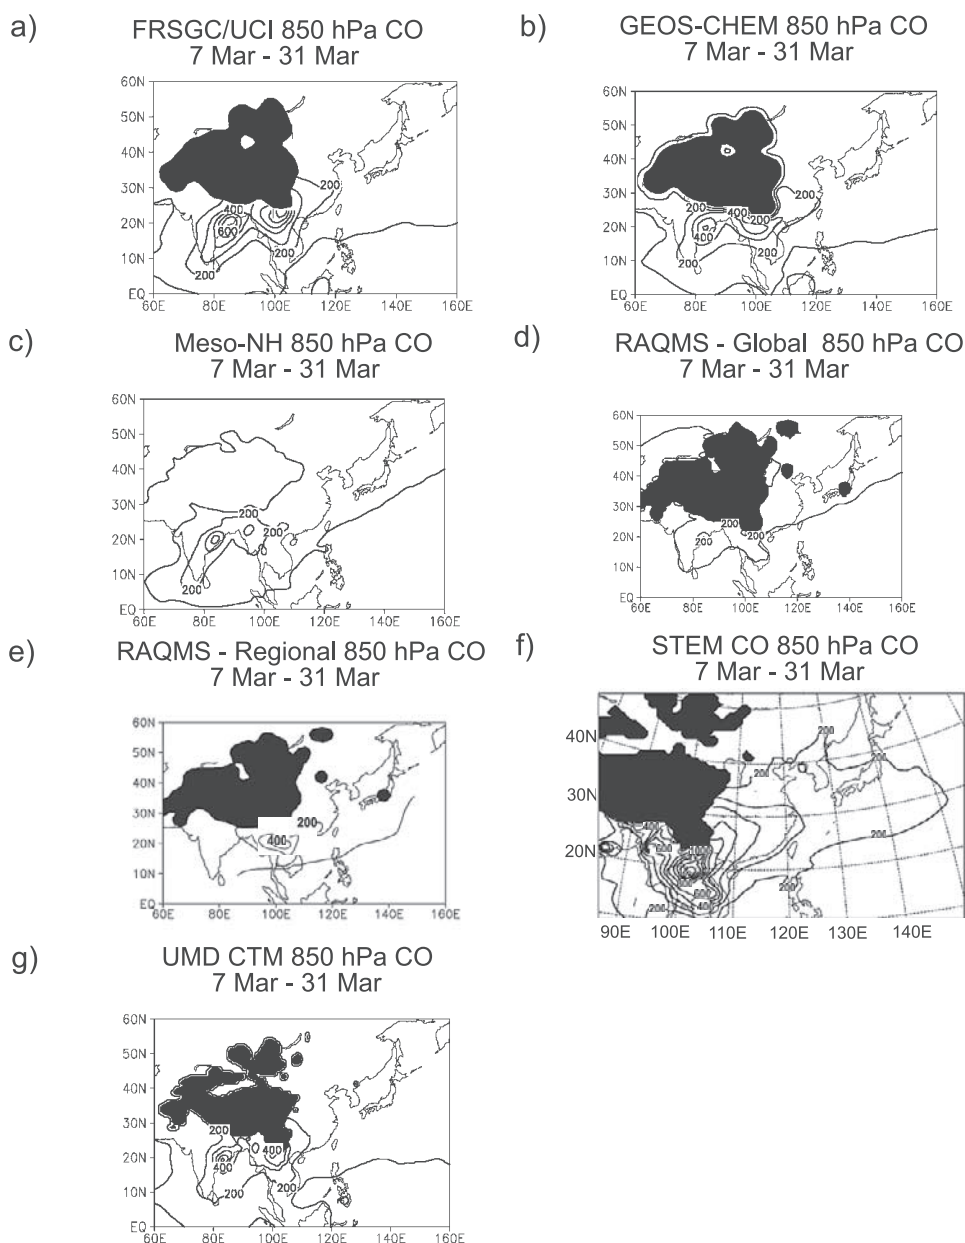 a)
FRSGC/UCI 850 hPa CO
7 Mar - 31 Mar
60N
50N
40N
30N
20N
10N
EQ
200
400
600
200
200
60E 80E 100E 120E 140E 160E
b)
GEOS-CHEM 850 hPa CO
7 Mar - 31 Mar
60N
50N
40N
30N
20N
10N
EQ
200
200 400
200
400
200
60E 80E 100E 120E 140E 160E
c)
Meso-NH 850 hPa CO
7 Mar - 31 Mar
60N
50N
40N
30N
20N
10N
EQ
200
200
200
60E 80E 100E 120E 140E 160E
d)
RAQMS - Global 850 hPa CO
7 Mar - 31 Mar
60N
50N
40N
30N
20N
10N
EQ
200
200
200
60E 80E 100E 120E 140E 160E
e)
RAQMS - Regional 850 hPa CO
7 Mar - 31 Mar
60N
50N
40N
30N
20N
10N
EQ
200
400
60E 80E 100E 120E 140E 160E
f)
STEM CO 850 hPa CO
7 Mar - 31 Mar
40N
30N
20N
200
200
200
200
400
600
200
400
200
90E 100E 110E 120E 130E 140E
g)
UMD CTM 850 hPa CO
7 Mar - 31 Mar
60N
50N
40N
30N
20N
10N
EQ
200
400
400
200
200
60E 80E 100E 120E 140E 160E